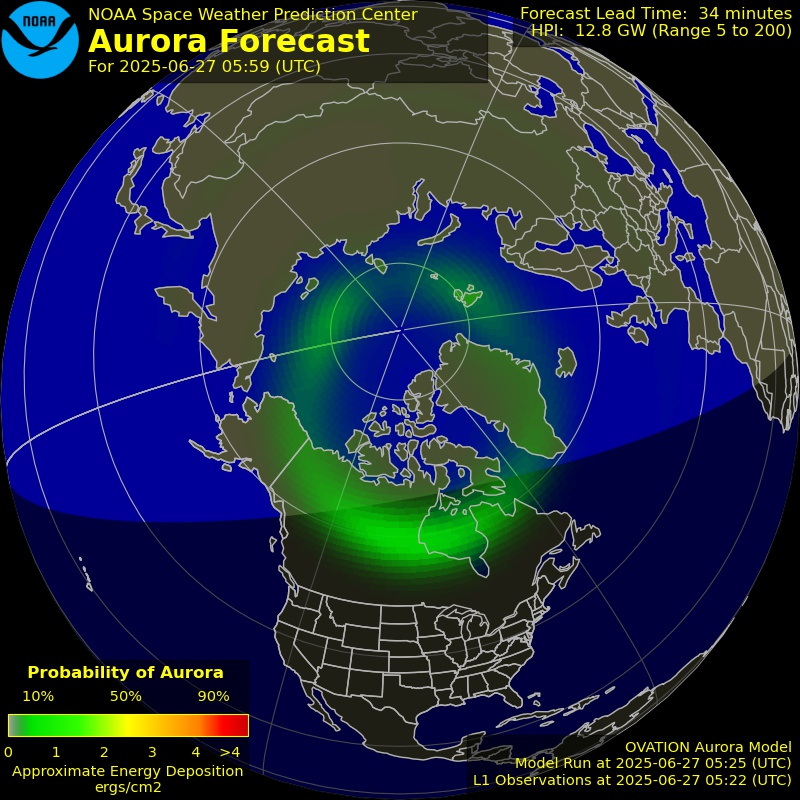 NOAA
NOAA Space Weather Prediction Center
Aurora Forecast
For 2025-06-27 05:59 (UTC)
Forecast Lead Time: 34 minutes
HPI: 12.8 GW (Range 5 to 200)
Probability of Aurora
10% 50% 90%
0 1 2 3 4 >4
Approximate Energy Deposition
ergs/cm2
OVATION Aurora Model
Model Run at 2025-06-27 05:25 (UTC)
L1 Observations at 2025-06-27 05:22 (UTC)